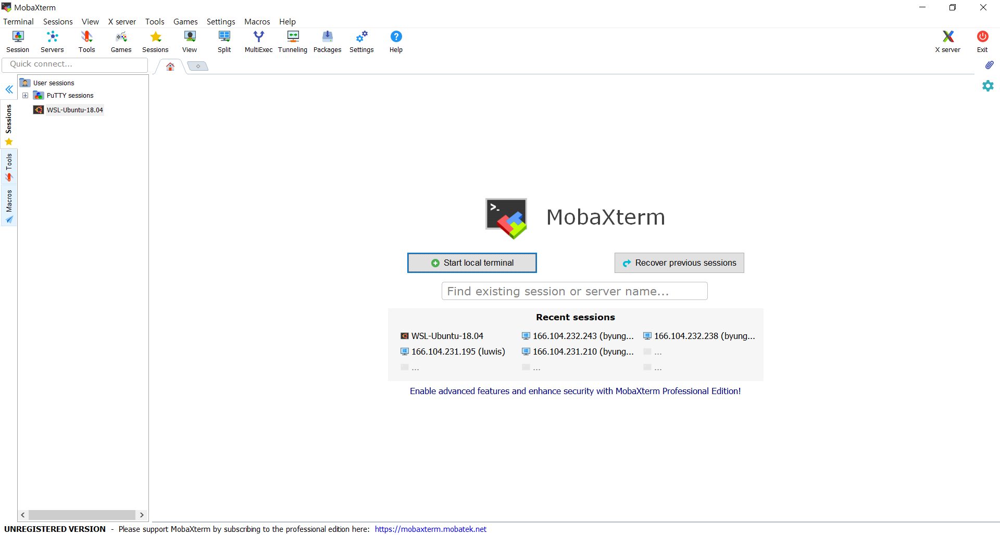 MobaXterm
Terminal Sessions View X server Tools Games Settings Macros Help
Session Servers Tools Games Sessions View Split MultiExec Tunneling Packages Settings Help X server Exit
Quick connect...
User sessions
PuTTY sessions
WSL-Ubuntu-18.04
Sessions
Tools
Macros
>_
MobaXterm
Start local terminal Recover previous sessions
Find existing session or server name...
Recent sessions
WSL-Ubuntu-18.04 166.104.232.243 (byung... 166.104.232.238 (byung...
166.104.231.195 (luwis) 166.104.231.210 (byung... ...
... ... ...
Enable advanced features and enhance security with MobaXterm Professional Edition!
UNREGISTERED VERSION - Please support MobaXterm by subscribing to the professional edition here: https://mobaxterm.mobatek.net